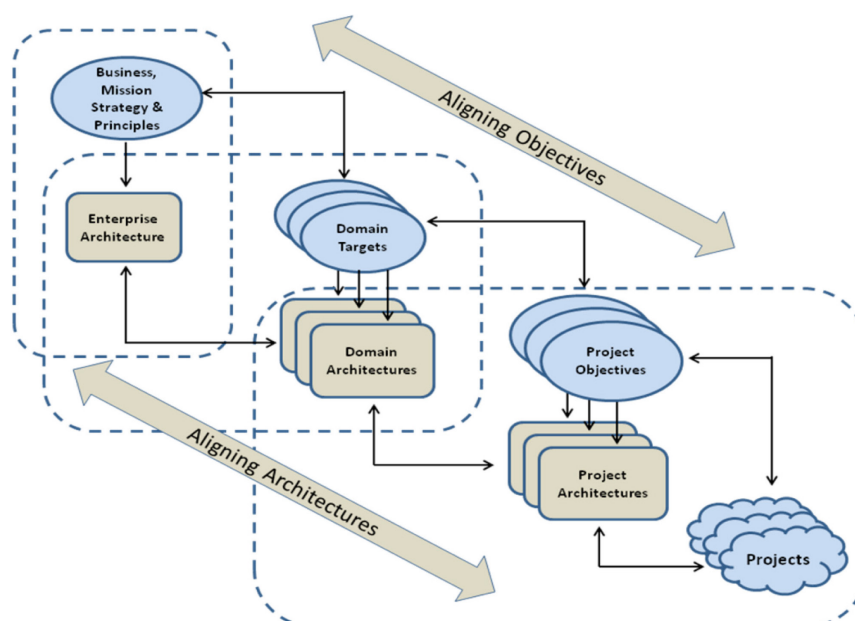 Business,
Mission
Strategy &
Principles
Aligning Objectives
Enterprise
Architecture
Domain
Targets
Domain
Architectures
Project
Objectives
Aligning Architectures
Project
Architectures
Projects